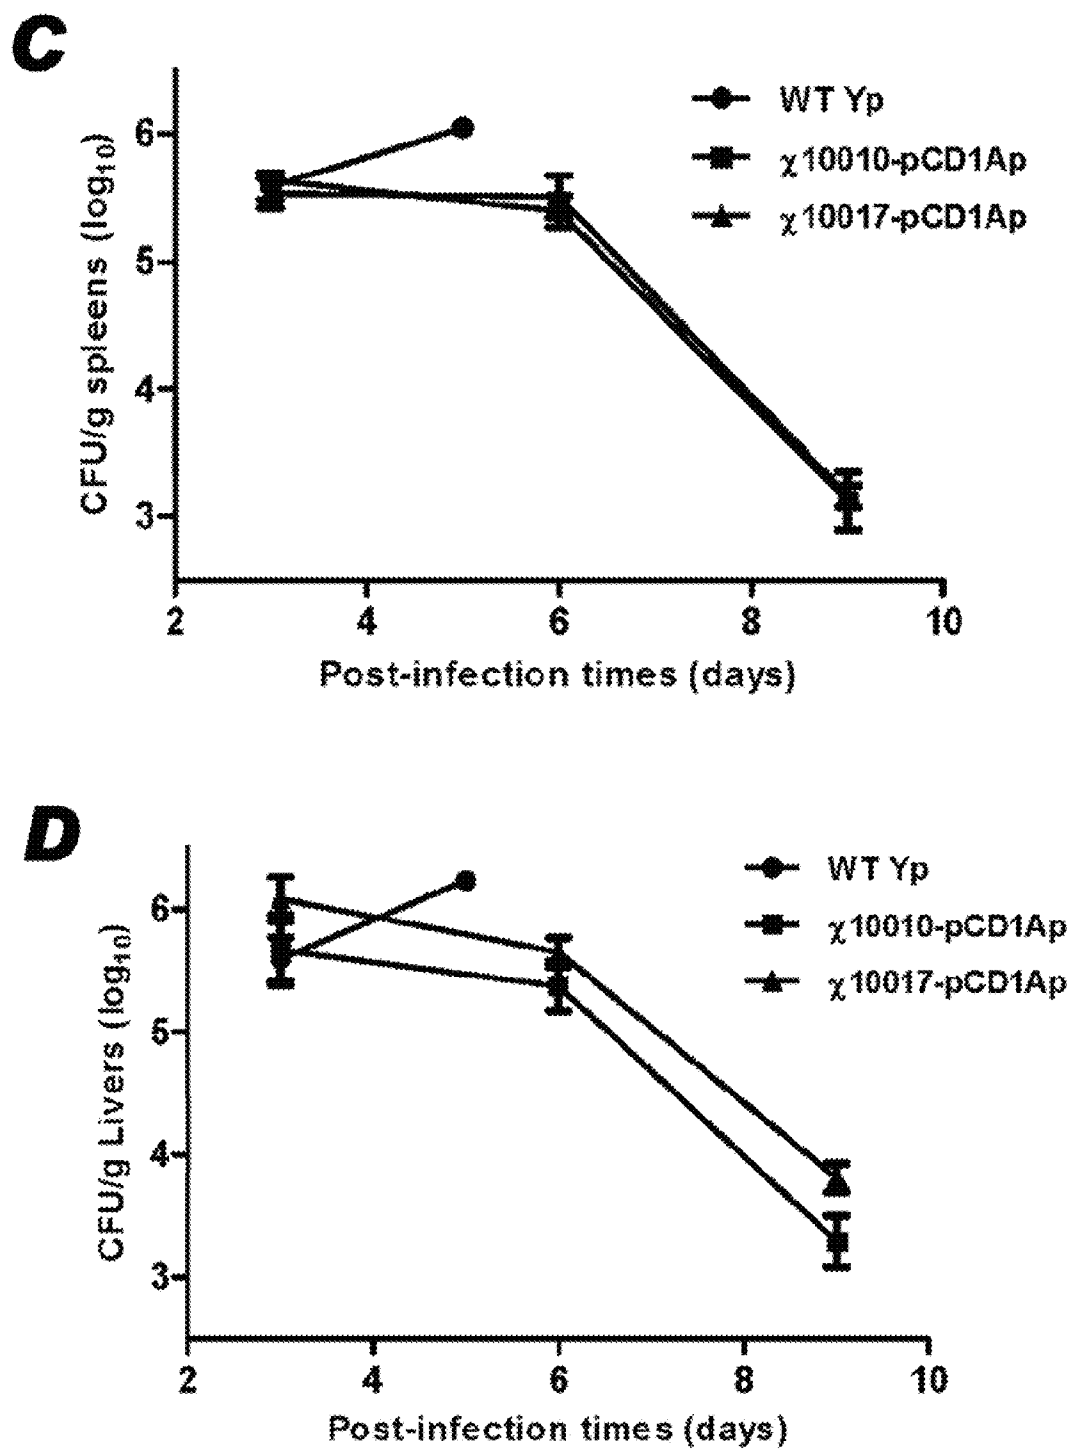 C
WT Yp
χ10010-pCD1Ap
χ10017-pCD1Ap
CFU/g spleens (log10)
6
5
4
3
2 4 6 8 10
Post-infection times (days)
D
WT Yp
χ10010-pCD1Ap
χ10017-pCD1Ap
CFU/g Livers (log10)
6
5
4
3
2 4 6 8 10
Post-infection times (days)